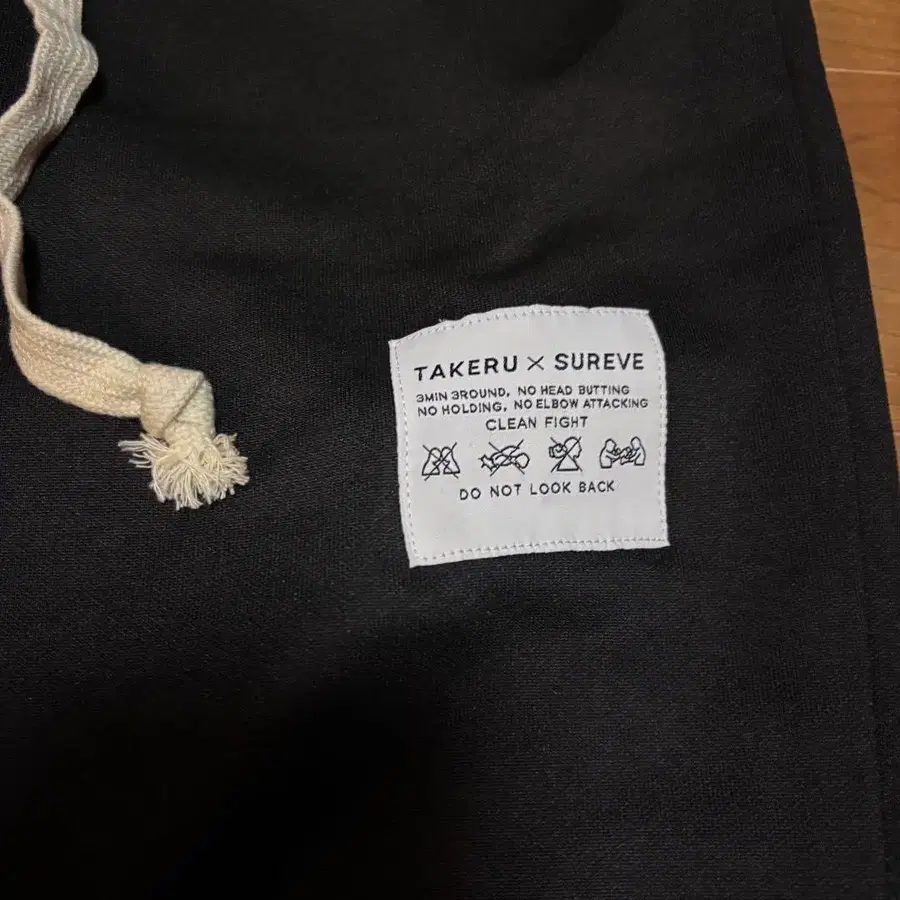 TAKERU × SUREVE
3MIN 3ROUND, NO HEAD BUTTING
NO HOLDING, NO ELBOW ATTACKING
CLEAN FIGHT
DO NOT LOOK BACK